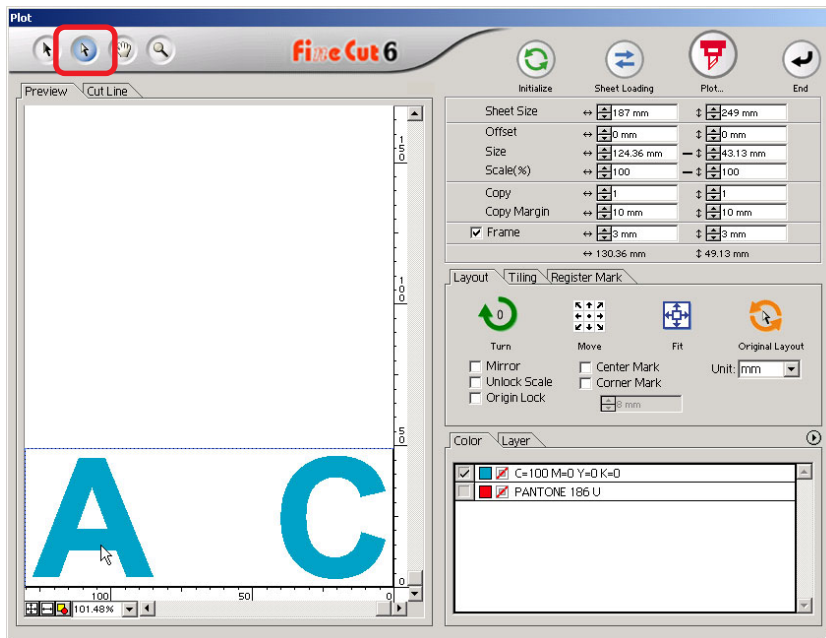 Plot
Fine Cut 6
Initialize
Sheet Loading
Plot...
End
Preview
Cut Line
Sheet Size 187 mm 249 mm
Offset 0 mm 0 mm
Size 124.36 mm 43.13 mm
Scale(%) 100 100
Copy 1 1
Copy Margin 10 mm 10 mm
Frame 3 mm 3 mm
130.36 mm 49.13 mm
Layout
Tiling
Register Mark
0
Turn
Move
Fit
Original Layout
Mirror
Unlock Scale
Origin Lock
Center Mark
Corner Mark
8 mm
Unit: mm
Color
Layer
C=100 M=0 Y=0 K=0
PANTONE 186 U
150
100
50
0
A C
100 50 0
101.48%